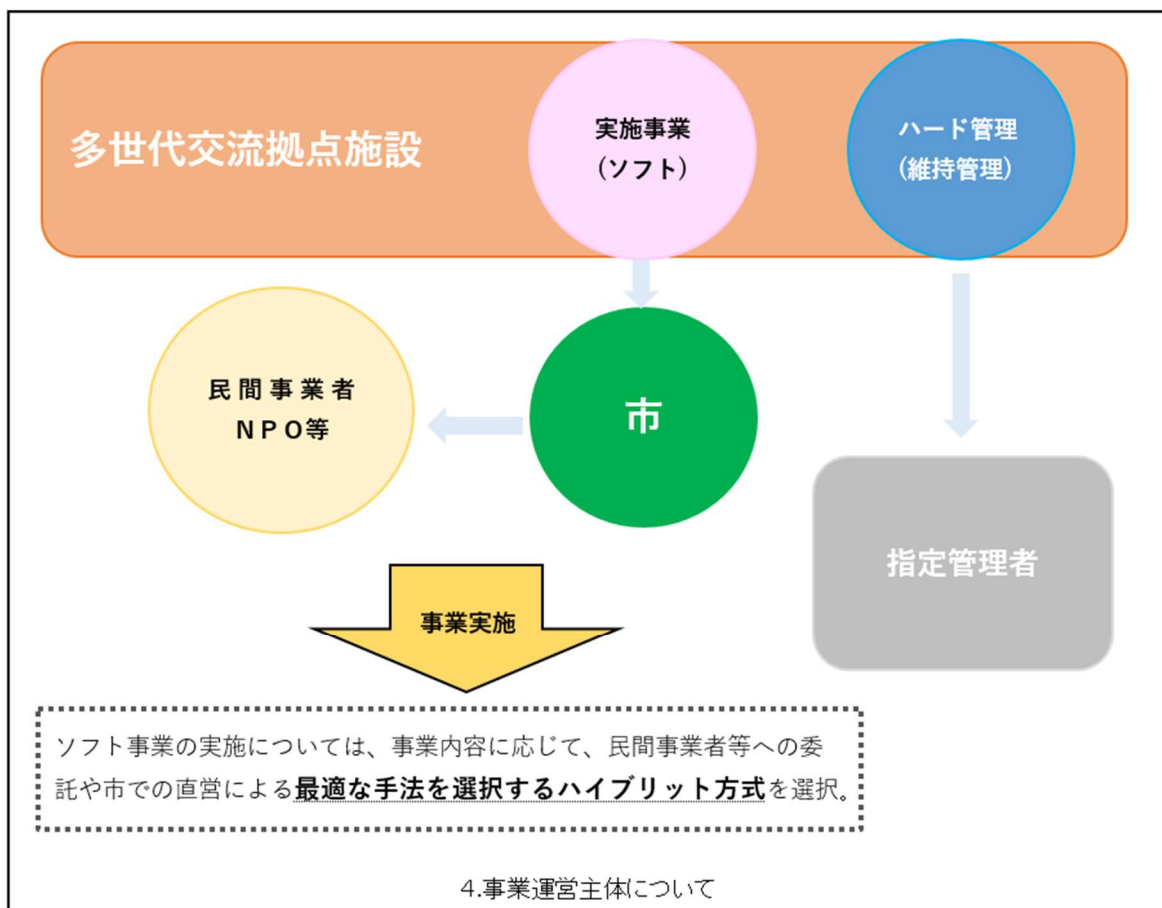 多世代交流拠点施設
実施事業
(ソフト)
ハード管理
(維持管理)
民間事業者
NPO等
市
指定管理者
事業実施
ソフト事業の実施については、事業内容に応じて、民間事業者等への委
託や市での直営による最適な手法を選択するハイブリット方式を選択。
4.事業運営主体について